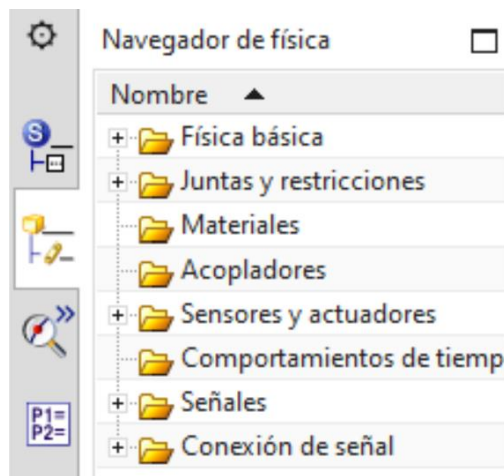 Navegador de física
Nombre
Física básica
S
Juntas y restricciones
Materiales
Acopladores
Sensores y actuadores
Comportamientos de tiemp
Señales
P1=
P2=
Conexión de señal